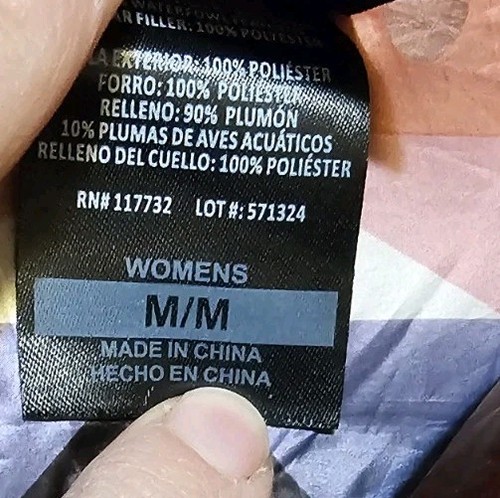 FILLER: 100% POLYESTER
EXTERIOR: 100% POLIÉSTER
FORRO: 100% POLIÉSTER
RELLENO: 90% PLUMÓN
10% PLUMAS DE AVES ACUÁTICOS
RELLENO DEL CUELLO: 100% POLIÉSTER
RN# 117732 LOT #: 571324
WOMENS
M/M
MADE IN CHINA
HECHO EN CHINA